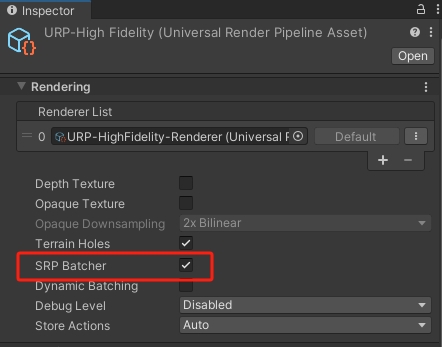 Inspector
URP-High Fidelity (Universal Render Pipeline Asset)
Open
Rendering
Renderer List
0 URP-HighFidelity-Renderer (Universal F Default
Depth Texture
Opaque Texture
Opaque Downsampling 2x Bilinear
Terrain Holes
SRP Batcher
Dynamic Batching
Debug Level Disabled
Store Actions Auto